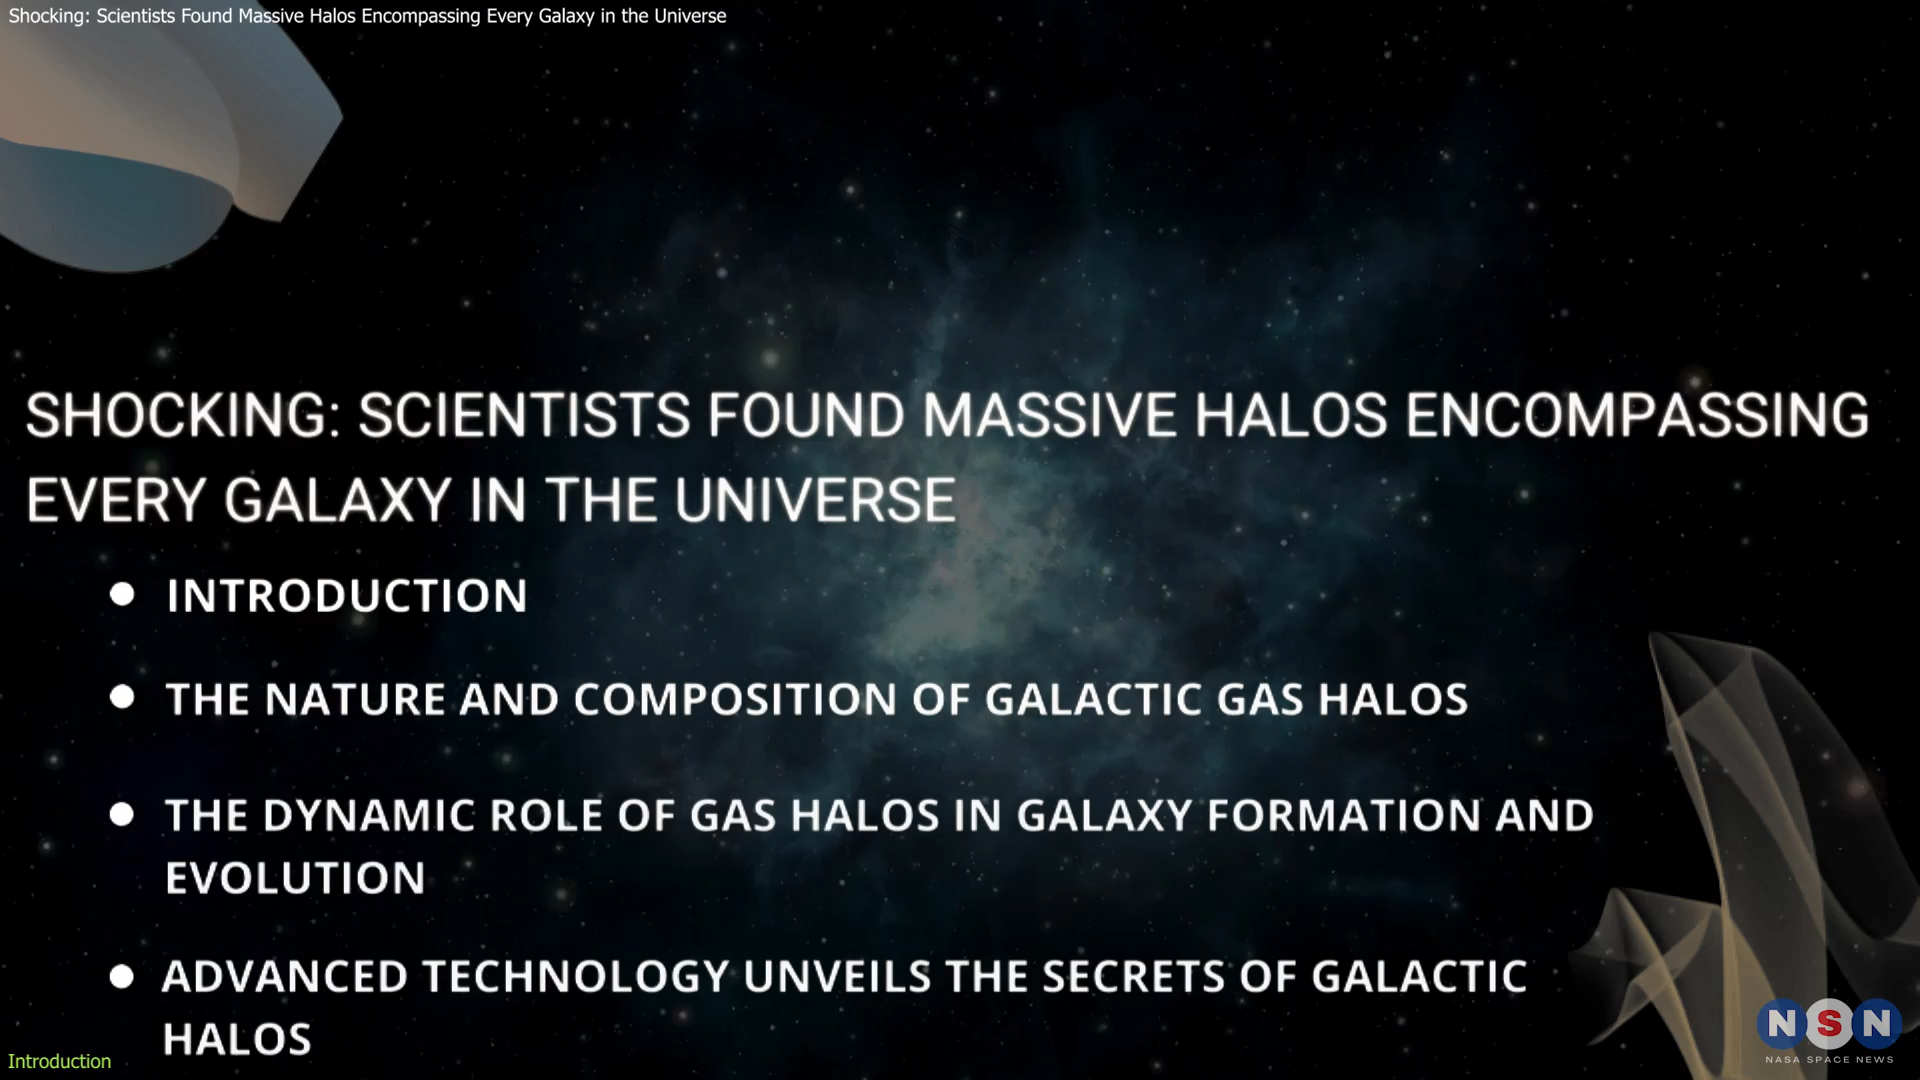 Shocking: Scientists Found Massive Halos Encompassing Every Galaxy in the Universe
SHOCKING: SCIENTISTS FOUND MASSIVE HALOS ENCOMPASSING
EVERY GALAXY IN THE UNIVERSE
● INTRODUCTION
● THE NATURE AND COMPOSITION OF GALACTIC GAS HALOS
● THE DYNAMIC ROLE OF GAS HALOS IN GALAXY FORMATION AND
EVOLUTION
● ADVANCED TECHNOLOGY UNVEILS THE SECRETS OF GALACTIC
HALOS
Introduction
NSN
NASA SPACE NEWS